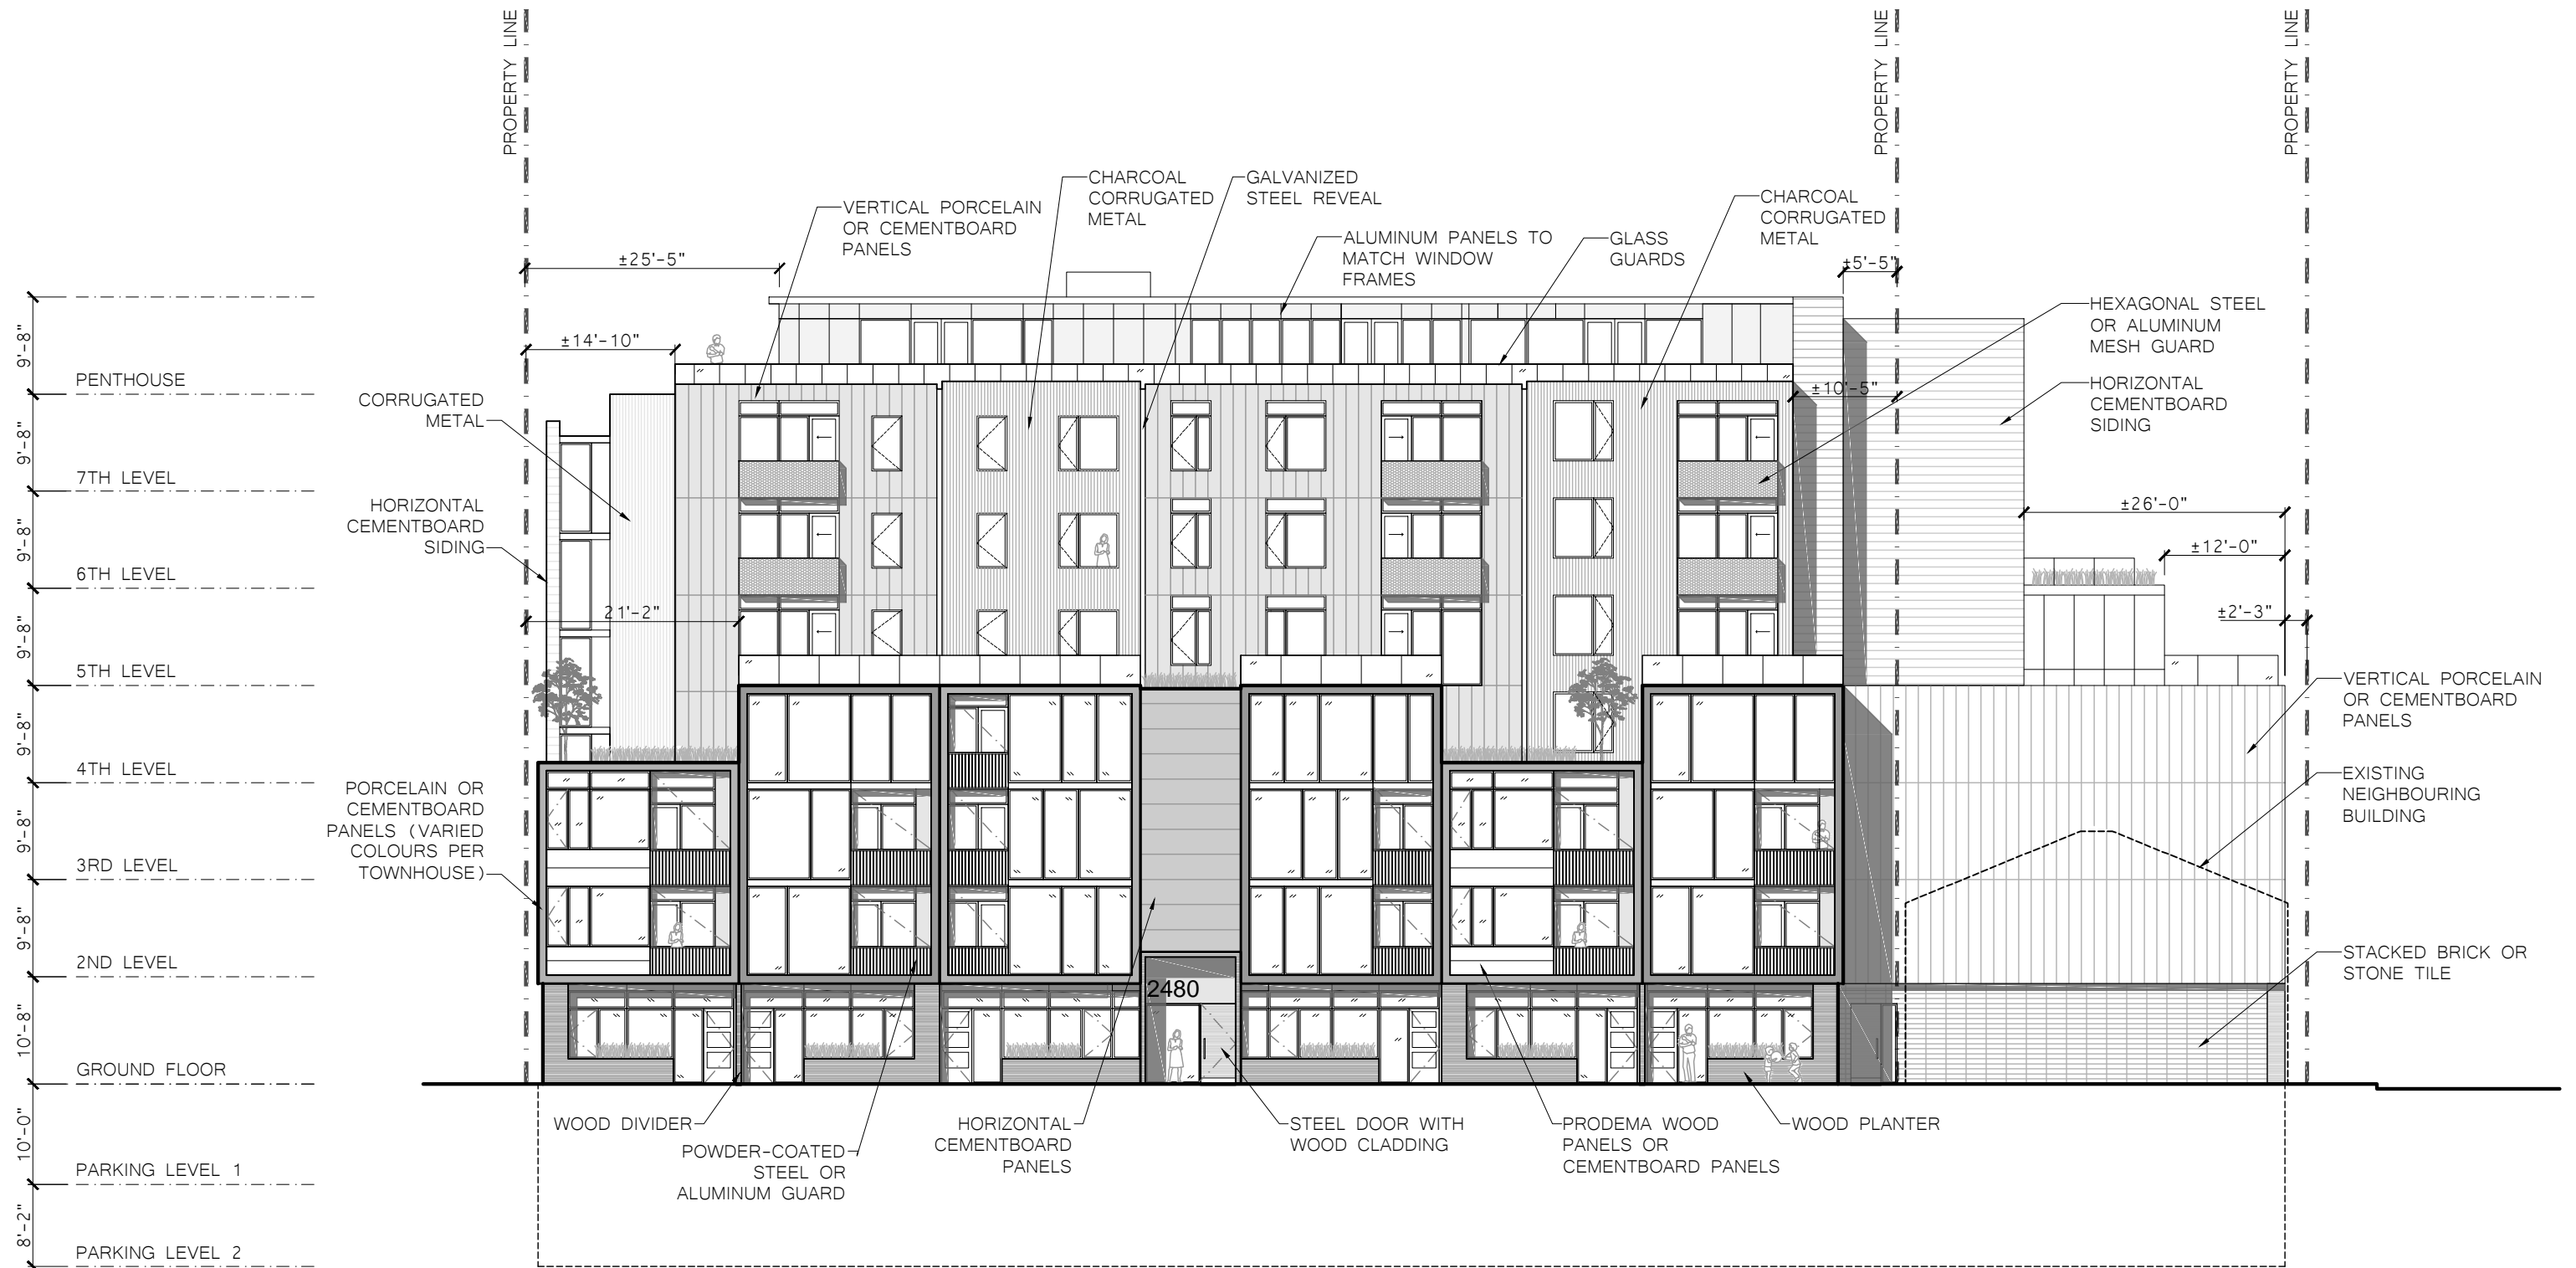 PROPERTY LINE
PROPERTY LINE
PROPERTY LINE
CHARCOAL
CORRUGATED
METAL
GALVANIZED
STEEL REVEAL
CHARCOAL
CORRUGATED
METAL
VERTICAL PORCELAIN
OR CEMENTBOARD
PANELS
ALUMINUM PANELS TO
MATCH WINDOW
FRAMES
GLASS
GUARDS
±25'-5"
±5'-5"
HEXAGONAL STEEL
OR ALUMINUM
MESH GUARD
±14'-10"
9'-8"
PENTHOUSE
±10'-5"
HORIZONTAL
CEMENTBOARD
SIDING
CORRUGATED
METAL
9'-8"
7TH LEVEL
HORIZONTAL
CEMENTBOARD
SIDING
±26'-0"
9'-8"
±12'-0"
6TH LEVEL
21'-2"
±2'-3"
9'-8"
5TH LEVEL
VERTICAL PORCELAIN
OR CEMENTBOARD
PANELS
9'-8"
4TH LEVEL
EXISTING
NEIGHBOURING
BUILDING
PORCELAIN OR
CEMENTBOARD
PANELS (VARIED
COLOURS PER
TOWNHOUSE)
9'-8"
3RD LEVEL
9'-8"
2ND LEVEL
STACKED BRICK OR
STONE TILE
2480
10'-8"
GROUND FLOOR
WOOD DIVIDER
POWDER-COATED
STEEL OR
ALUMINUM GUARD
HORIZONTAL
CEMENTBOARD
PANELS
STEEL DOOR WITH
WOOD CLADDING
PRODEMA WOOD
PANELS OR
CEMENTBOARD PANELS
WOOD PLANTER
10'-0"
PARKING LEVEL 1
8'-2"
PARKING LEVEL 2